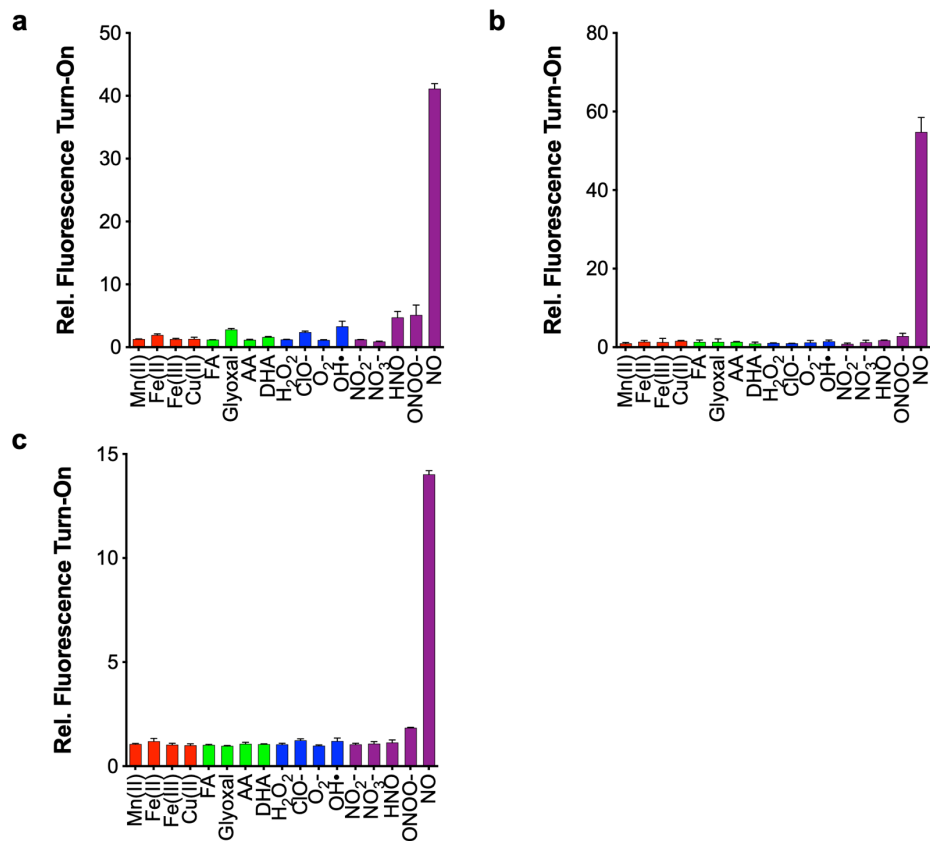 a
Rel. Fluorescence Turn-On
50
40
30
20
10
0
Mn(II)
Fe(II)
Fe(III)
Cu(II)
FA
Glyoxal
AA
DHA
H₂O₂
ClO⁻
O₂⁻
OH•
NO₂⁻
NO₃⁻
HNO
ONOO⁻
NO
b
Rel. Fluorescence Turn-On
80
60
40
20
0
Mn(II)
Fe(II)
Fe(III)
Cu(II)
FA
Glyoxal
AA
DHA
H₂O₂
ClO⁻
O₂⁻
OH•
NO₂⁻
NO₃⁻
HNO
ONOO⁻
NO
c
Rel. Fluorescence Turn-On
15
10
5
0
Mn(II)
Fe(II)
Fe(III)
Cu(II)
FA
Glyoxal
AA
DHA
H₂O₂
ClO⁻
O₂⁻
OH•
NO₂⁻
NO₃⁻
HNO
ONOO⁻
NO